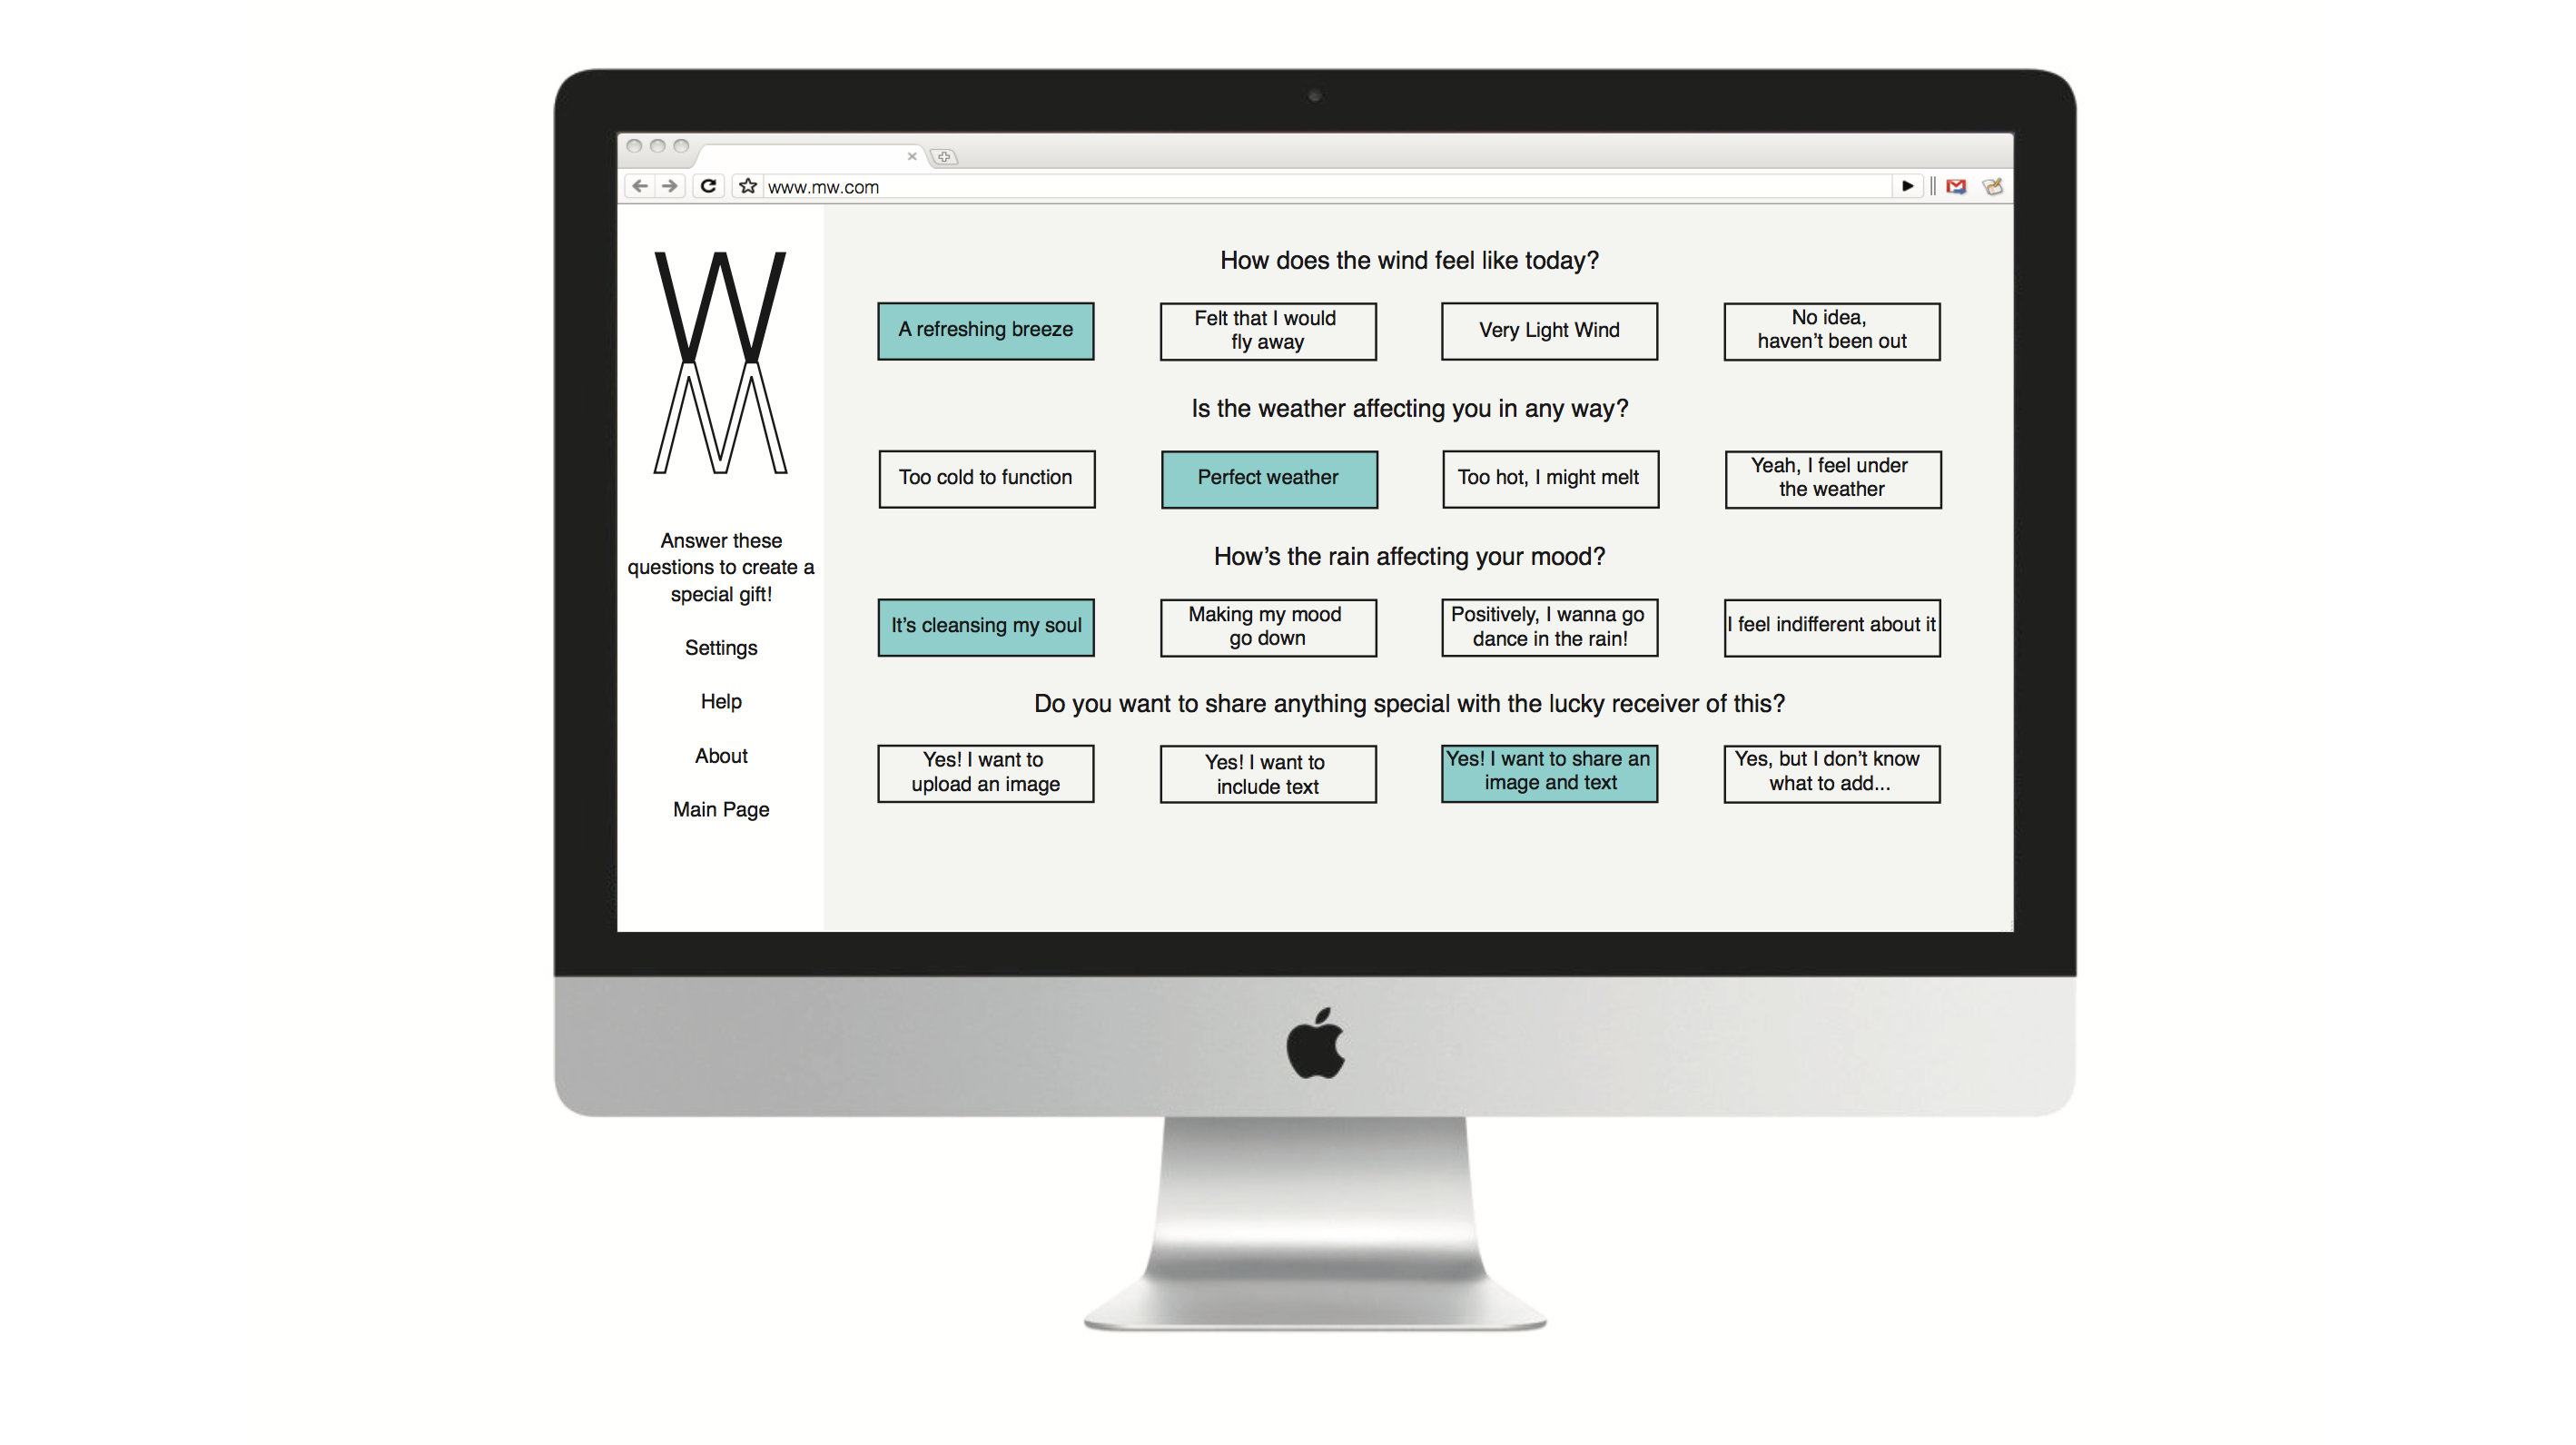 www.mw.com
W
M
Answer these
questions to create a
special gift!
Settings
Help
About
Main Page
How does the wind feel like today?
A refreshing breeze
Felt that I would
fly away
Very Light Wind
No idea,
haven’t been out
Is the weather affecting you in any way?
Too cold to function
Perfect weather
Too hot, I might melt
Yeah, I feel under
the weather
How’s the rain affecting your mood?
It’s cleansing my soul
Making my mood
go down
Positively, I wanna go
dance in the rain!
I feel indifferent about it
Do you want to share anything special with the lucky receiver of this?
Yes! I want to
upload an image
Yes! I want to
include text
Yes! I want to share an
image and text
Yes, but I don’t know
what to add...